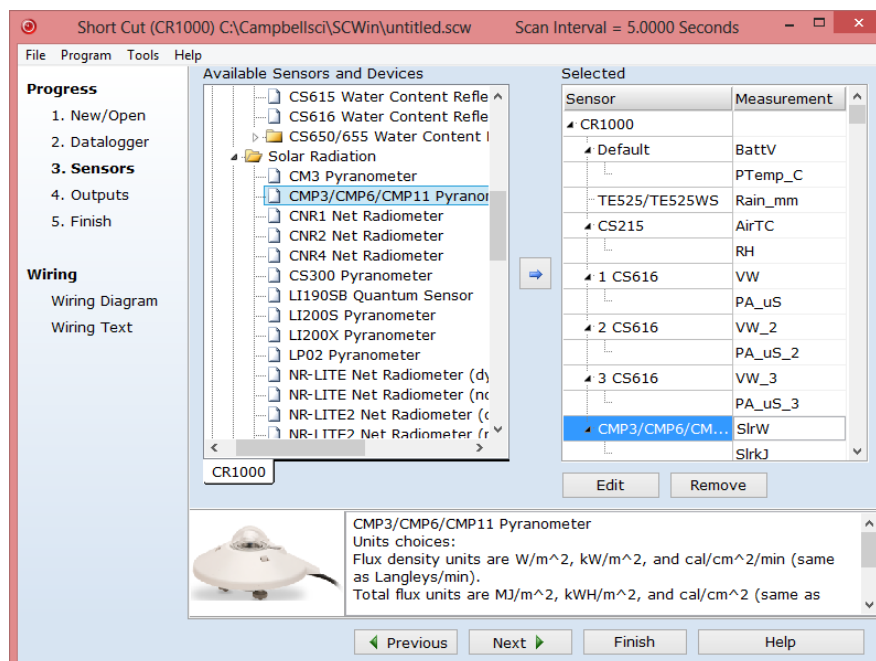 Short Cut (CR1000) C:\Campbellsci\SCWin\untitled.scw Scan Interval = 5.0000 Seconds
File Program Tools Help
Progress
1. New/Open
2. Datalogger
3. Sensors
4. Outputs
5. Finish
Wiring
Wiring Diagram
Wiring Text
Available Sensors and Devices
CS615 Water Content Refle
CS616 Water Content Refle
CS650/655 Water Content
Solar Radiation
CM3 Pyranometer
CMP3/CMP6/CMP11 Pyranor
CNR1 Net Radiometer
CNR2 Net Radiometer
CNR4 Net Radiometer
CS300 Pyranometer
LI190SB Quantum Sensor
LI200S Pyranometer
LI200X Pyranometer
LP02 Pyranometer
NR-LITE Net Radiometer (dy
NR-LITE Net Radiometer (no
NR-LITE2 Net Radiometer (d
NR-LITE2 Net Radiometer (r
CR1000
Selected
Sensor Measurement
CR1000
Default BattV
PTemp_C
TE525/TE525WS Rain_mm
CS215 AirTC
RH
1 CS616 VW
PA_uS
2 CS616 VW_2
PA_uS_2
3 CS616 VW_3
PA_uS_3
CMP3/CMP6/CM... SlrW
SlrkJ
Edit Remove
CMP3/CMP6/CMP11 Pyranometer
Units choices:
Flux density units are W/m^2, kW/m^2, and cal/cm^2/min (same
as Langleys/min).
Total flux units are MJ/m^2, kWH/m^2, and cal/cm^2 (same as
Previous Next Finish Help